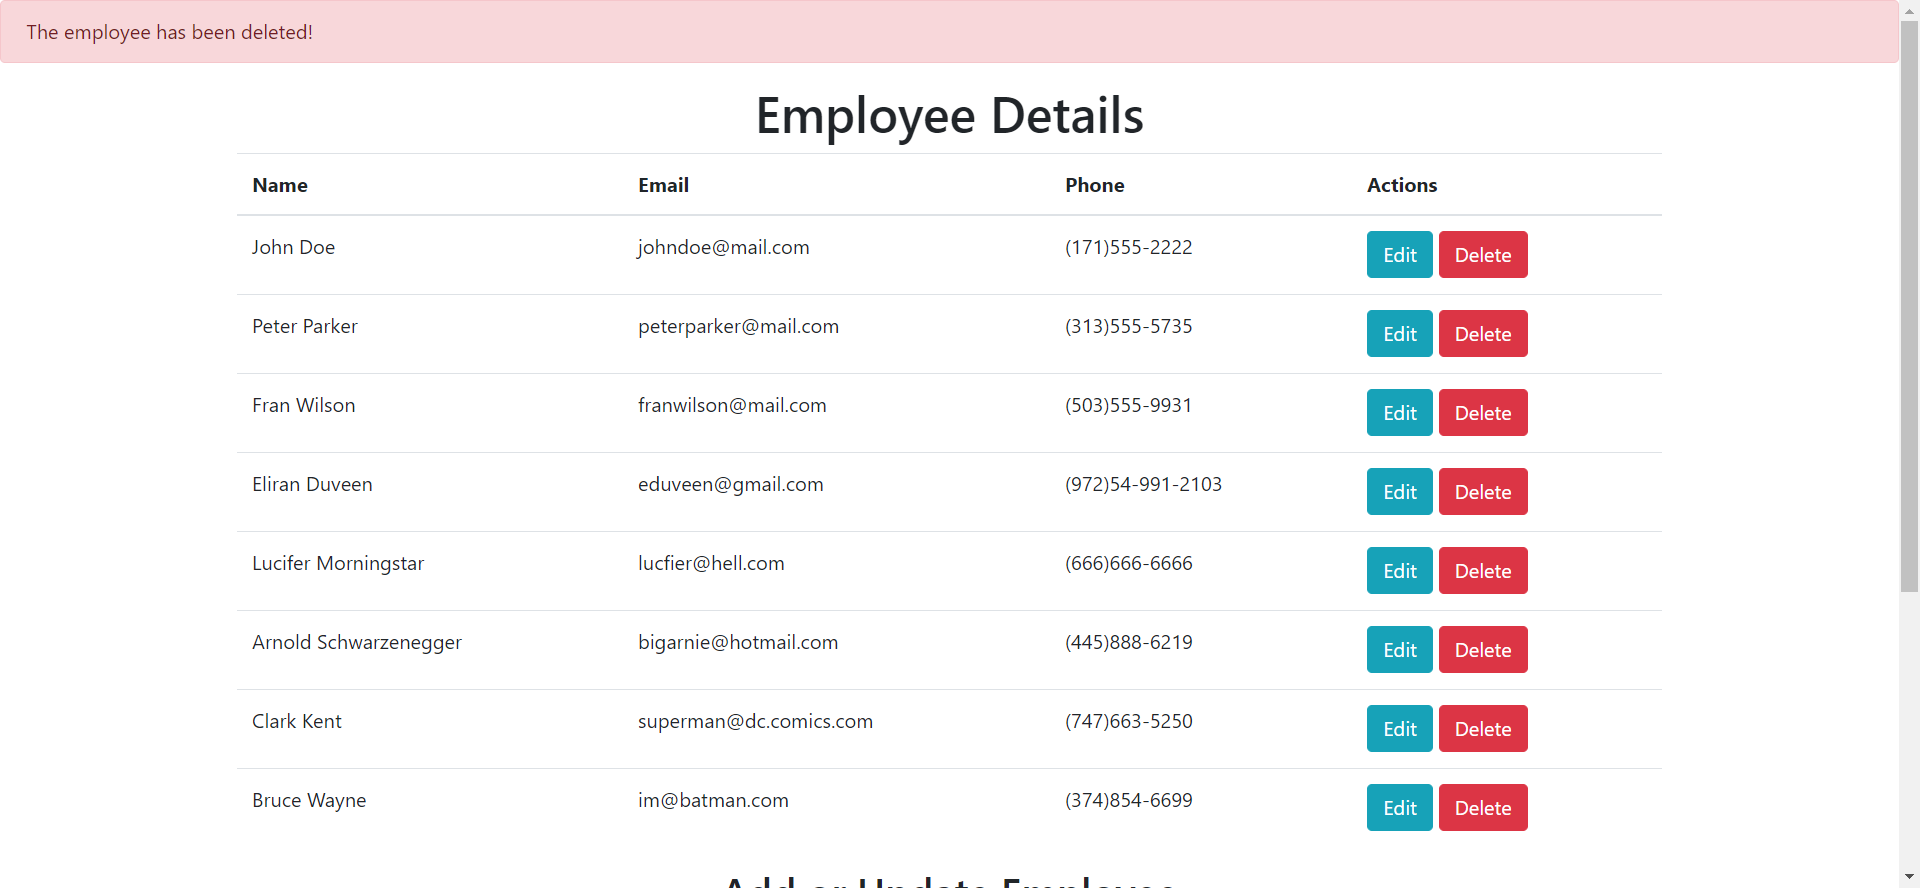 The employee has been deleted!
Employee Details
Name Email Phone Actions
John Doe johndoe@mail.com (171)555-2222 Edit Delete
Peter Parker peterparker@mail.com (313)555-5735 Edit Delete
Fran Wilson franwilson@mail.com (503)555-9931 Edit Delete
Eliran Duveen eduveen@gmail.com (972)54-991-2103 Edit Delete
Lucifer Morningstar lucfier@hell.com (666)666-6666 Edit Delete
Arnold Schwarzenegger bigarnie@hotmail.com (445)888-6219 Edit Delete
Clark Kent superman@dc.comics.com (747)663-5250 Edit Delete
Bruce Wayne im@batman.com (374)854-6699 Edit Delete
Add or Update Employee